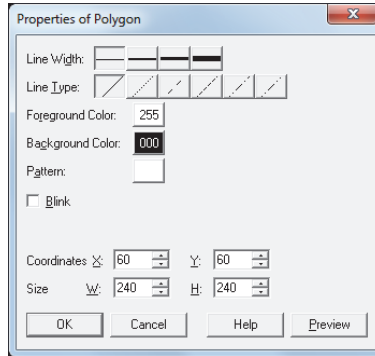 Properties of Polygon
Line Width:
Line Type:
Foreground Color: 255
Background Color: 000
Pattern:
Blink
Coordinates X: 60 Y: 60
Size W: 240 H: 240
OK Cancel Help Preview